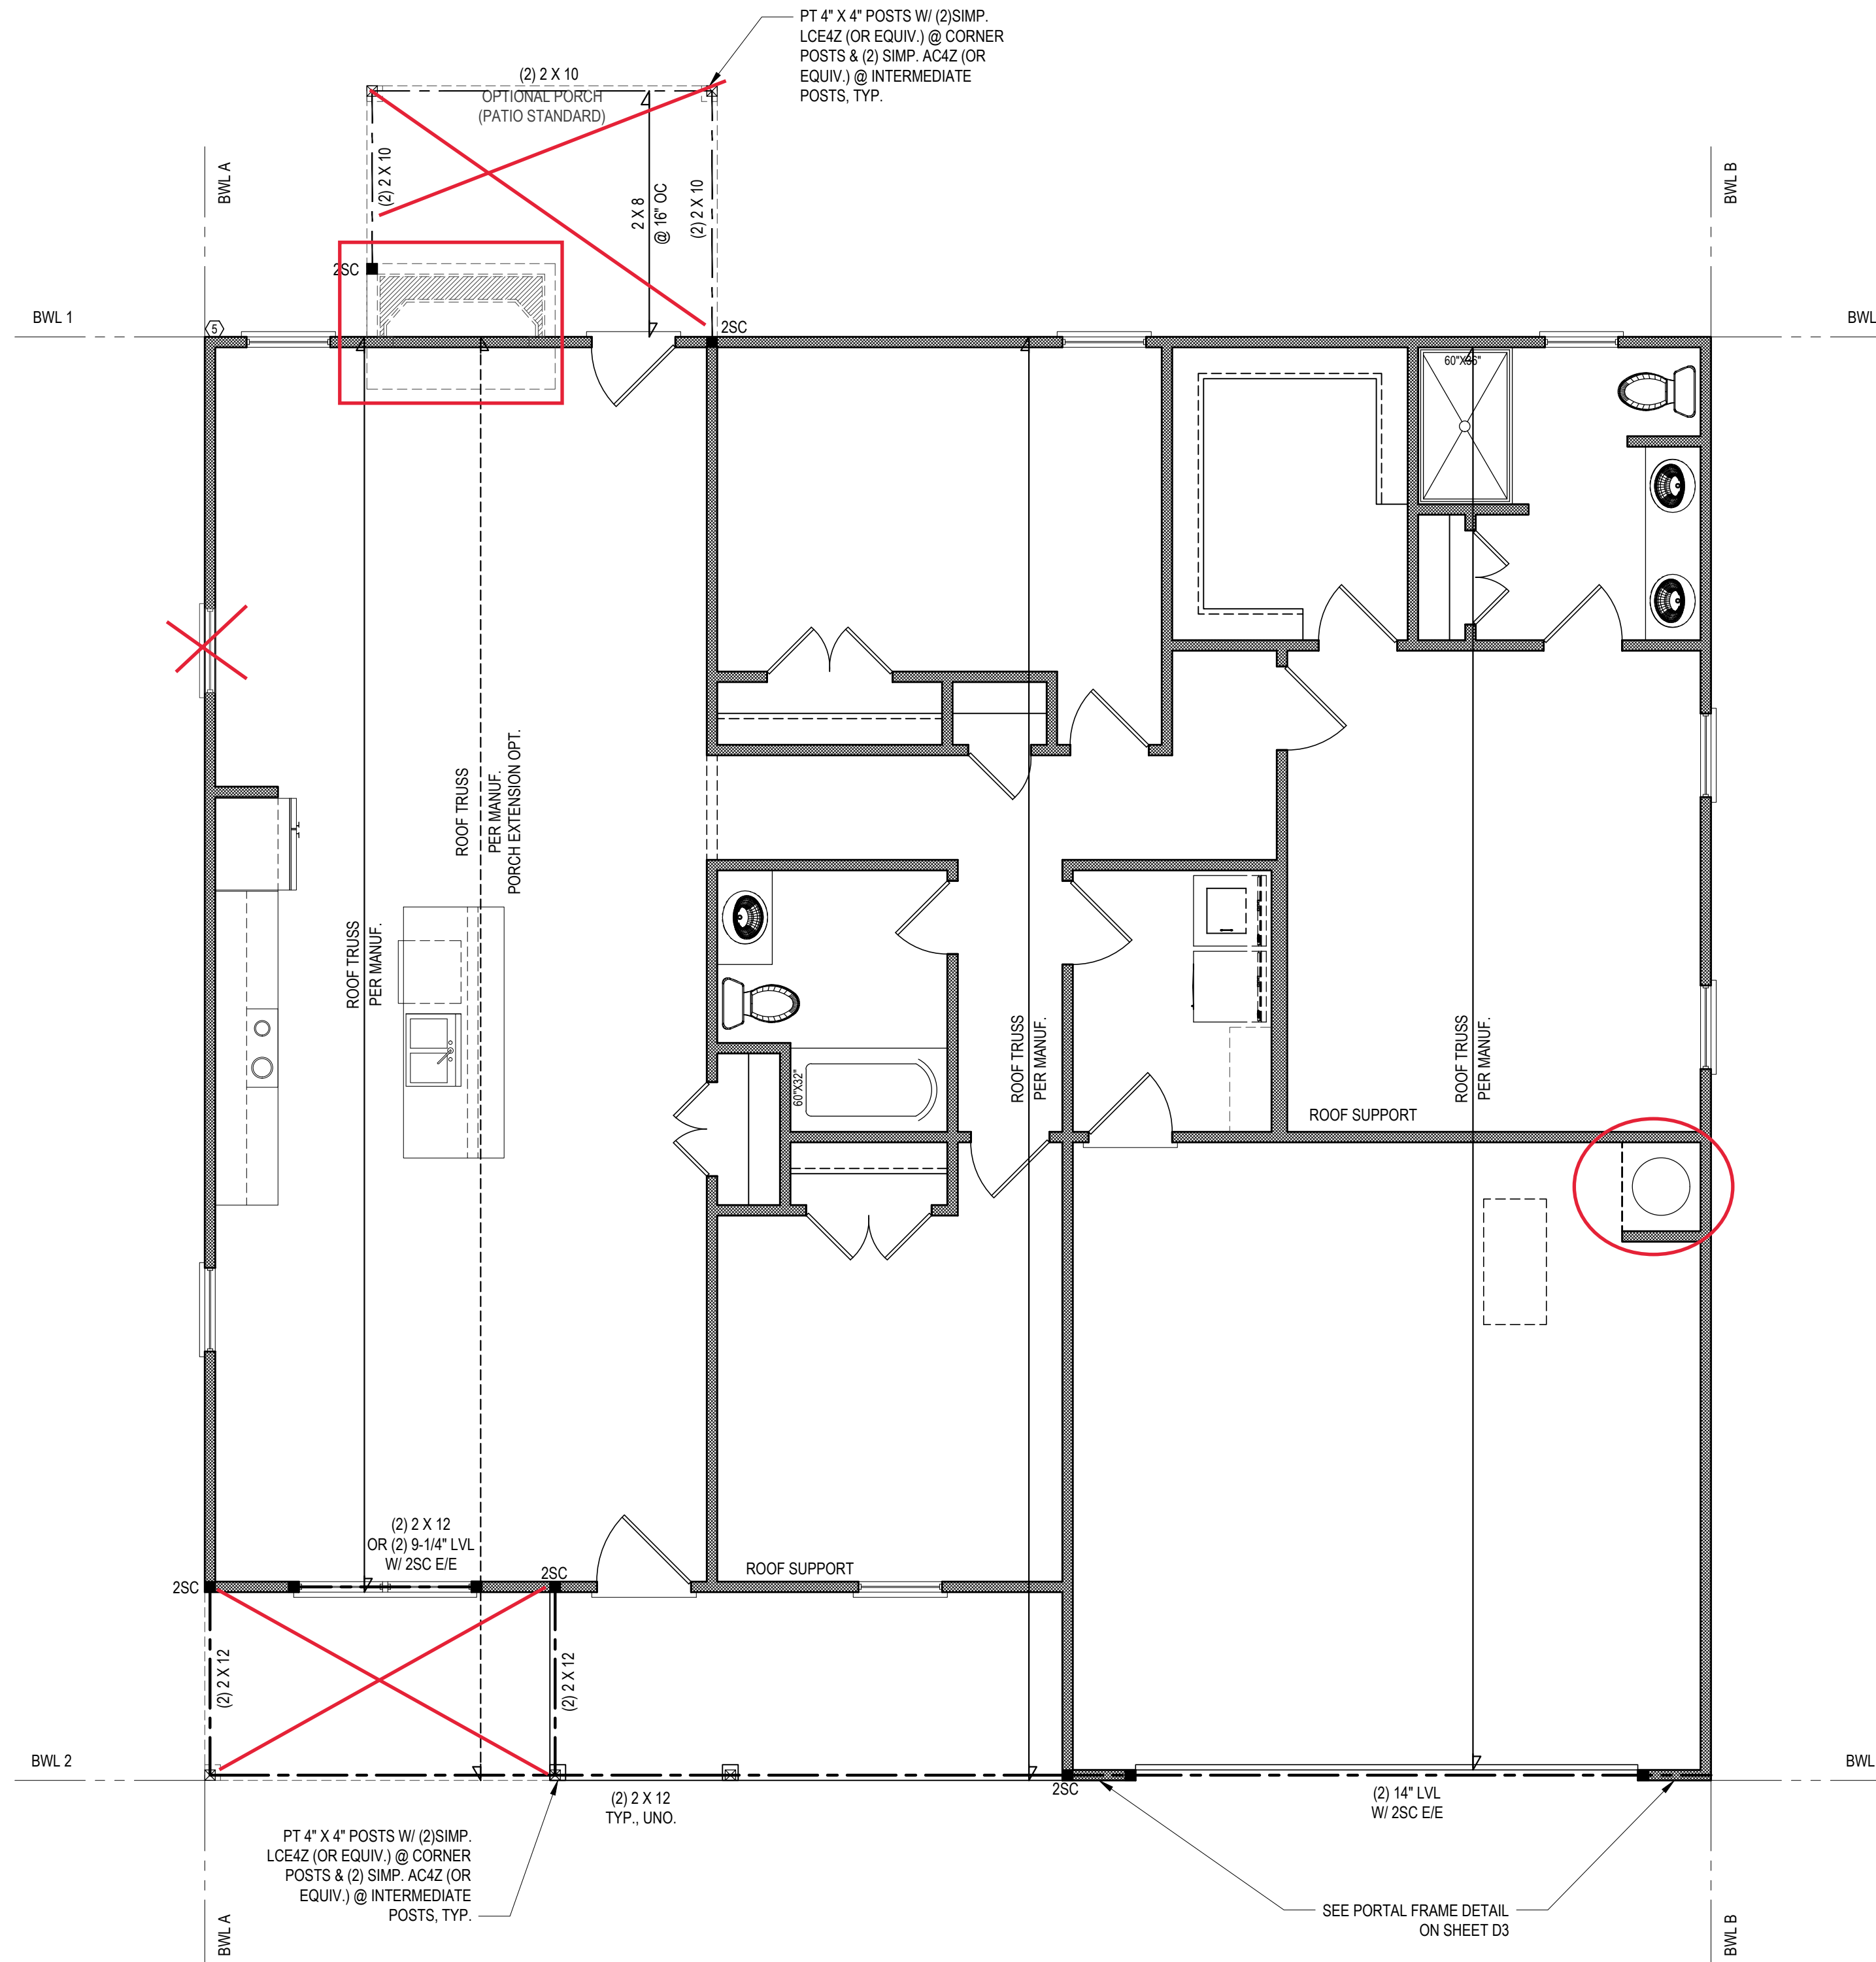 PT 4" X 4" POSTS W/ (2)SIMP.
LCE4Z (OR EQUIV.) @ CORNER
POSTS & (2) SIMP. AC4Z (OR
EQUIV.) @ INTERMEDIATE
POSTS, TYP.
(2) 2 X 10
OPTIONAL PORCH
(PATIO STANDARD)
(2) 2 X 10
2 X 8
@ 16" OC
(2) 2 X 10
BWL A
BWL B
2SC
BWL 1
BWL
5
2SC
60"X36"
ROOF TRUSS
PER MANUF.
PORCH EXTENSION OPT.
ROOF TRUSS
PER MANUF.
ROOF TRUSS
PER MANUF.
ROOF TRUSS
PER MANUF.
60"X32"
ROOF SUPPORT
(2) 2 X 12
OR (2) 9-1/4" LVL
W/ 2SC E/E
ROOF SUPPORT
2SC
2SC
(2) 2 X 12
(2) 2 X 12
BWL 2
BWL
2SC
(2) 2 X 12
TYP., UNO.
(2) 14" LVL
W/ 2SC E/E
PT 4" X 4" POSTS W/ (2)SIMP.
LCE4Z (OR EQUIV.) @ CORNER
POSTS & (2) SIMP. AC4Z (OR
EQUIV.) @ INTERMEDIATE
POSTS, TYP.
SEE PORTAL FRAME DETAIL
ON SHEET D3
BWL A
BWL B